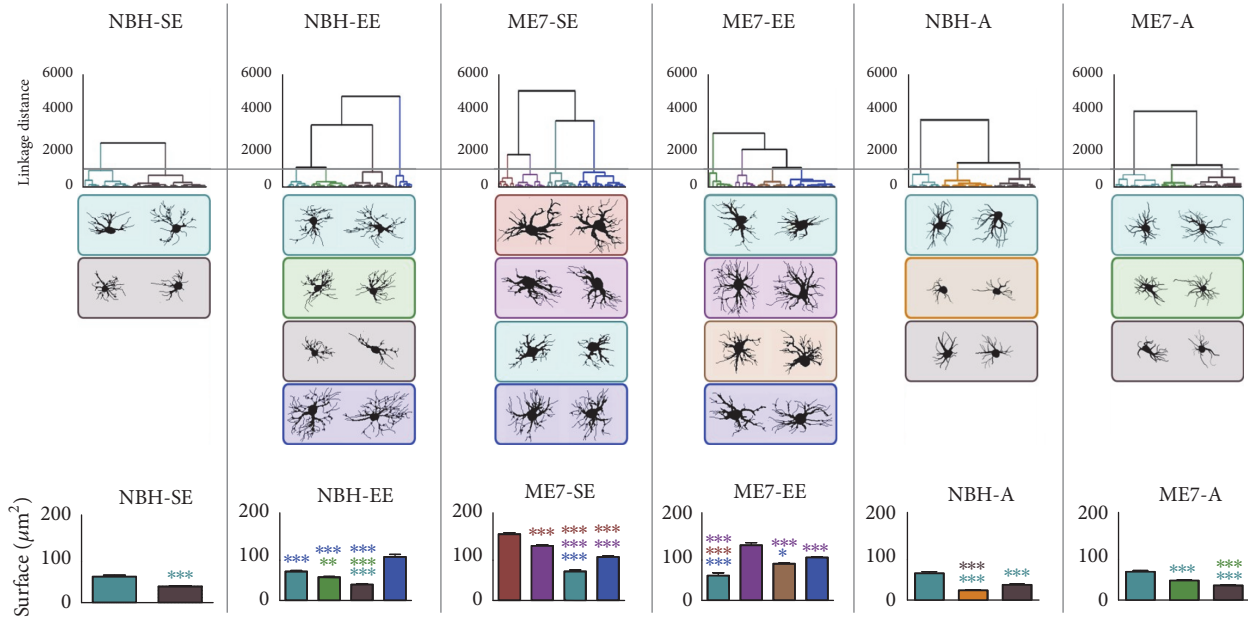 NBH-SE NBH-EE ME7-SE ME7-EE NBH-A ME7-A
Linkage distance
6000 6000 6000 6000 6000 6000
4000 4000 4000 4000 4000 4000
2000 2000 2000 2000 2000 2000
0 0 0 0 0 0
NBH-SE NBH-EE ME7-SE ME7-EE NBH-A ME7-A
Surface (μm²)
200 200 200 200 200 200
*** *** *** *** *** *** *** *** ***
*** ** *** *** *** *** * *** *** *** *** ***
100 100 100 100 100 100
*** *** *** ***
0 0 0 0 0 0